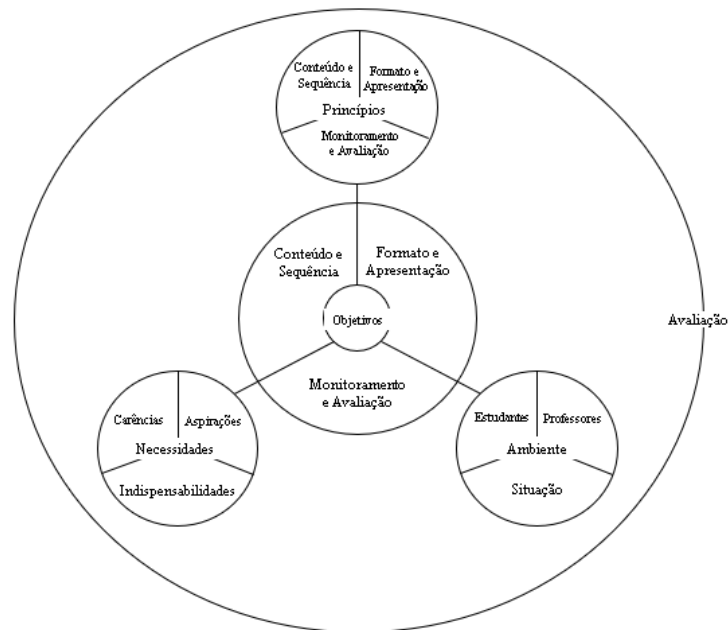 Conteúdo e
Sequência
Formato e
Apresentação
Princípios
Monitoramento
e Avaliação
Conteúdo e
Sequência
Formato e
Apresentação
Objetivos
Avaliação
Monitoramento
e Avaliação
Carências
Aspirações
Necessidades
Indispensabilidades
Estudantes
Professores
Ambiente
Situação